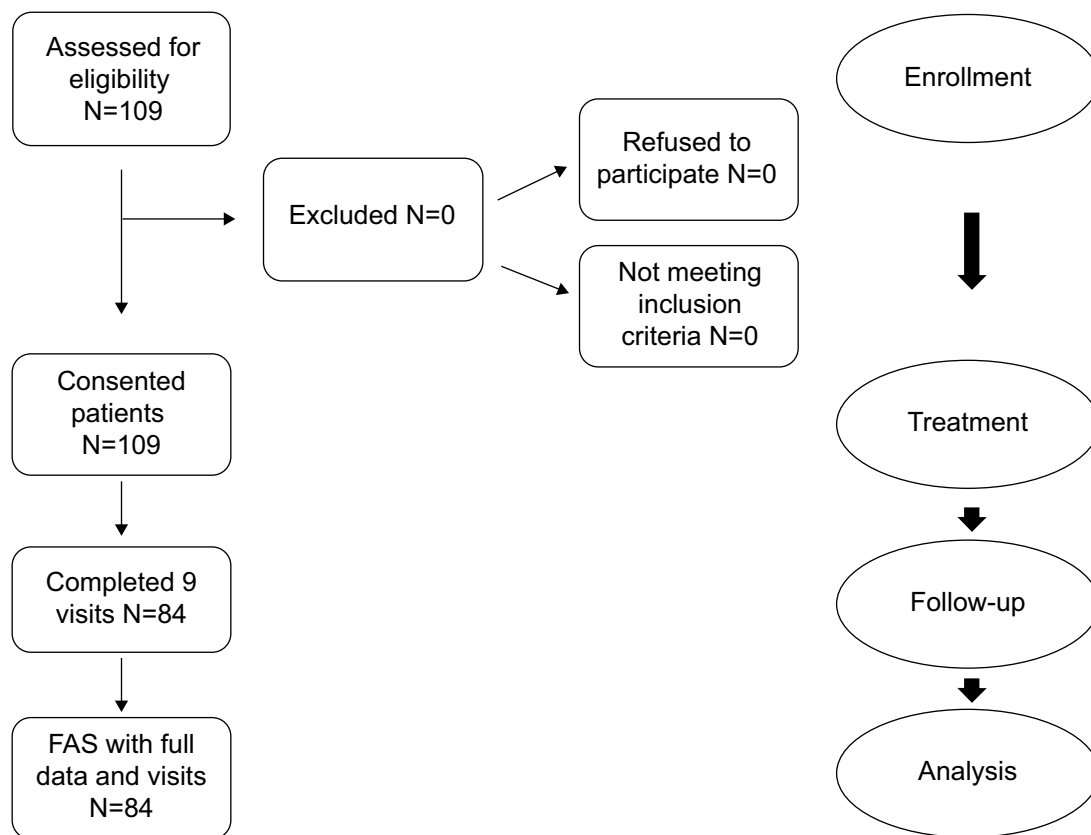 Assessed for
eligibility
N=109
Enrollment
Refused to
participate N=0
Excluded N=0
Not meeting
inclusion
criteria N=0
Consented
patients
N=109
Treatment
Completed 9
visits N=84
Follow-up
FAS with full
data and visits
N=84
Analysis